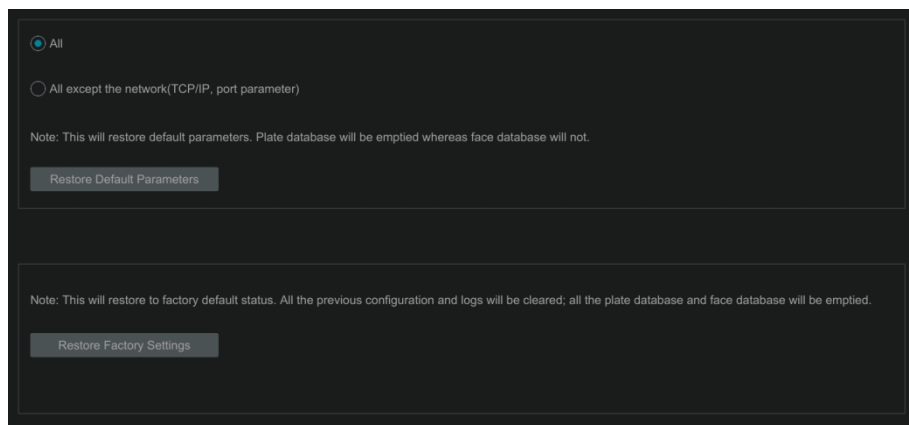 All
All except the network(TCP/IP, port parameter)
Note: This will restore default parameters. Plate database will be emptied whereas face database will not.
Restore Default Parameters
Note: This will restore to factory default status. All the previous configuration and logs will be cleared; all the plate database and face database will be emptied.
Restore Factory Settings